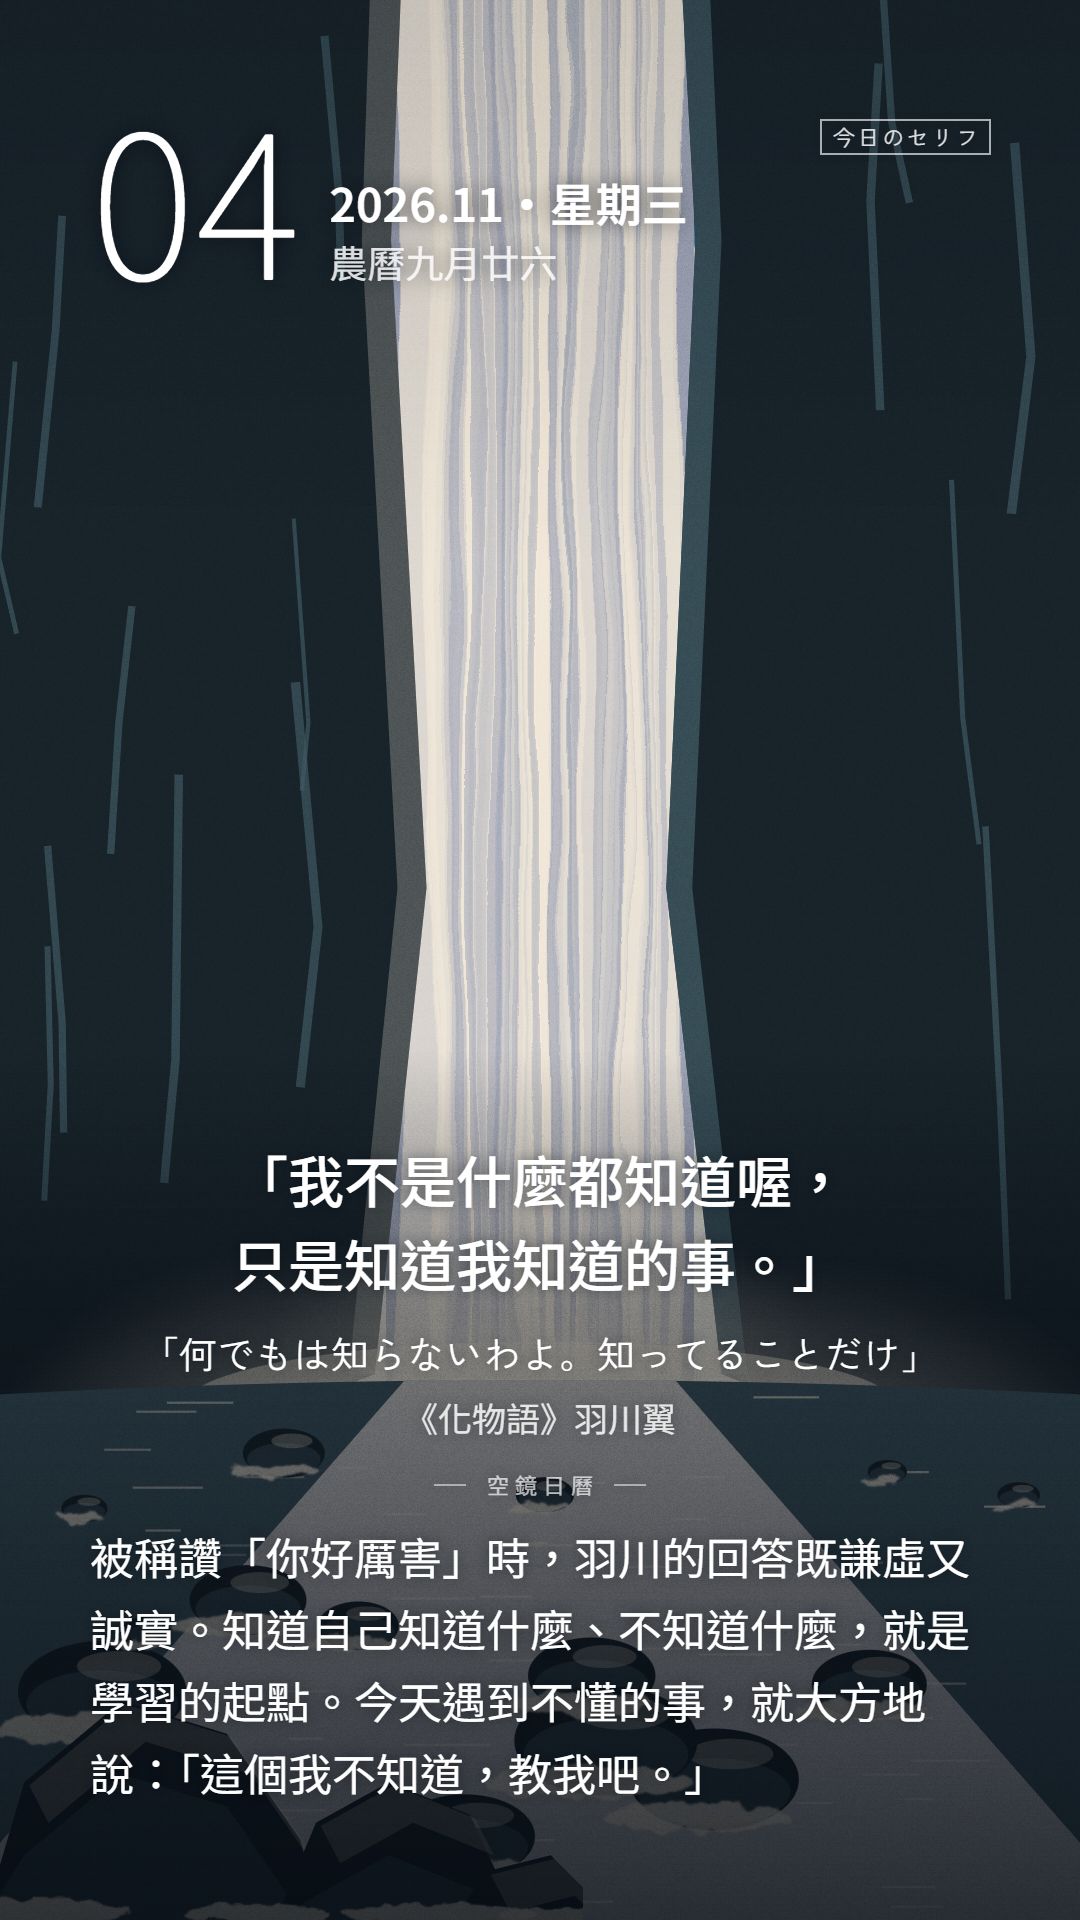 04
2026.11・星期三
農曆九月廿六
今日のセリフ
「我不是什麼都知道喔，
只是知道我知道的事。」
「何でもは知らないわよ。知ってることだけ」
《化物語》羽川翼
空鏡日曆
被稱讚「你好厲害」時，羽川的回答既謙虛又
誠實。知道自己知道什麼、不知道什麼，就是
學習的起點。今天遇到不懂的事，就大方地
說：「這個我不知道，教我吧。」